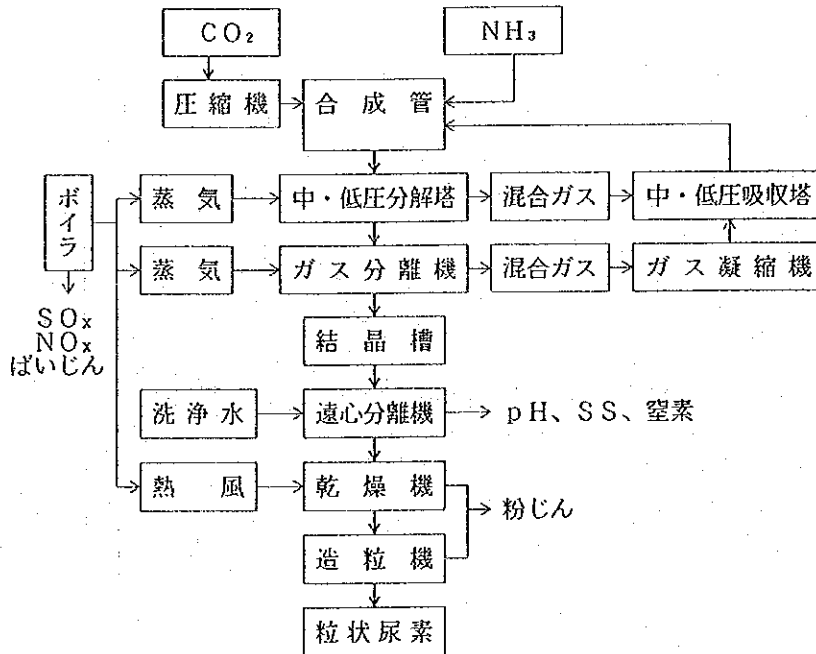 CO₂
NH₃
圧縮機
合成管
ボイラ
蒸気
中・低圧分解塔
混合ガス
中・低圧吸収塔
蒸気
ガス分離機
混合ガス
ガス凝縮機
SOx
NOx
ばいじん
結晶槽
洗浄水
遠心分離機
pH、SS、窒素
熱風
乾燥機
粉じん
造粒機
粒状尿素